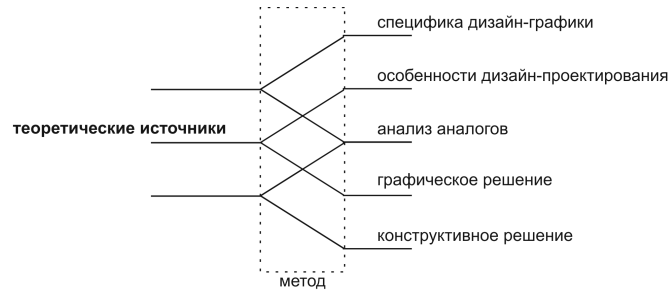 специфика дизайн-графики
особенности дизайн-проектирования
теоретические источники
анализ аналогов
графическое решение
конструктивное решение
метод